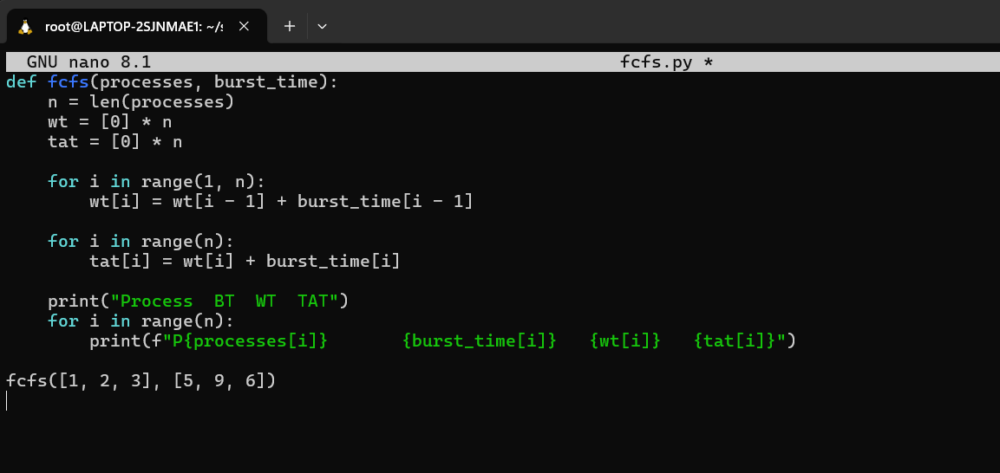 root@LAPTOP-2SJNMAE1: ~/s
GNU nano 8.1 fcfs.py *
def fcfs(processes, burst_time):
    n = len(processes)
    wt = [0] * n
    tat = [0] * n

    for i in range(1, n):
        wt[i] = wt[i - 1] + burst_time[i - 1]

    for i in range(n):
        tat[i] = wt[i] + burst_time[i]

    print("Process  BT  WT  TAT")
    for i in range(n):
        print(f"P{processes[i]}       {burst_time[i]}   {wt[i]}   {tat[i]}")

fcfs([1, 2, 3], [5, 9, 6])